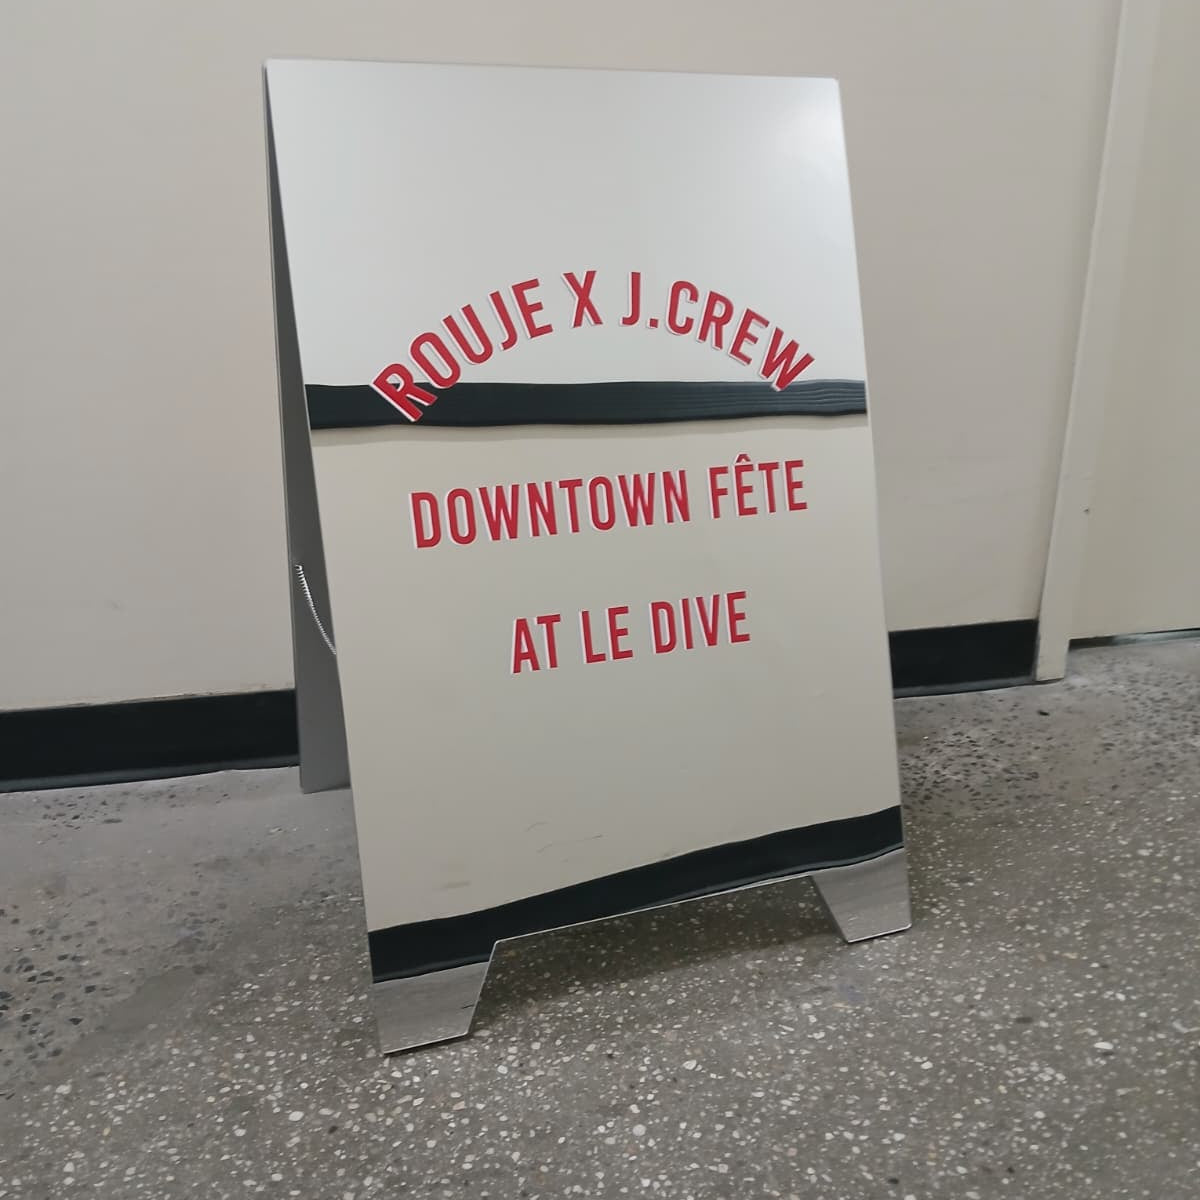 ROUJE X J.CREW
DOWNTOWN FÊTE
AT LE DIVE